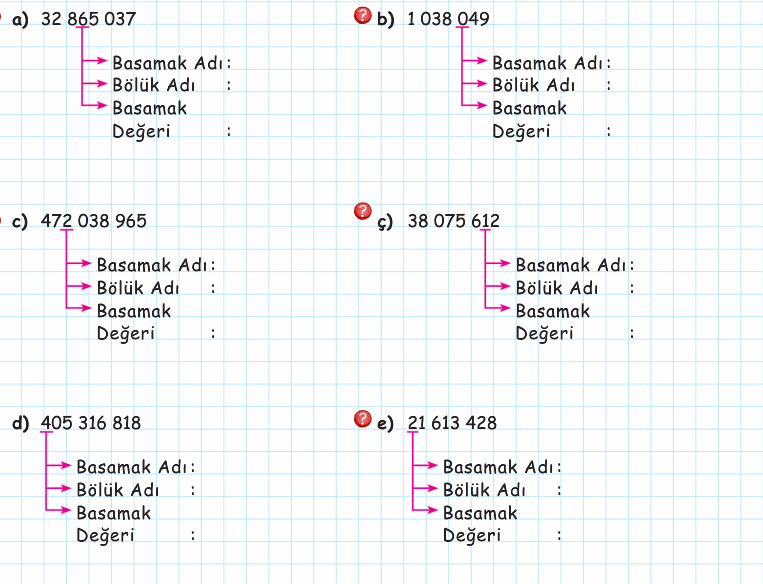 a) 32 865 037
Basamak Adı :
Bölük Adı :
Basamak
Değeri :
? b) 1 038 049
Basamak Adı :
Bölük Adı :
Basamak
Değeri :
c) 472 038 965
Basamak Adı :
Bölük Adı :
Basamak
Değeri :
? ç) 38 075 612
Basamak Adı :
Bölük Adı :
Basamak
Değeri :
d) 405 316 818
Basamak Adı :
Bölük Adı :
Basamak
Değeri :
? e) 21 613 428
Basamak Adı :
Bölük Adı :
Basamak
Değeri :